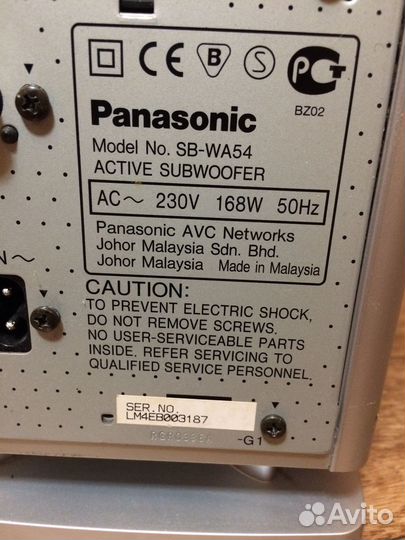 BZ02
Panasonic
Model No. SB-WA54
ACTIVE SUBWOOFER
AC～ 230V 168W 50Hz
Panasonic AVC Networks
Johor Malaysia Sdn. Bhd.
Johor Malaysia Made in Malaysia
N～
CAUTION:
TO PREVENT ELECTRIC SHOCK,
DO NOT REMOVE SCREWS.
NO USER-SERVICEABLE PARTS
INSIDE. REFER SERVICING TO
QUALIFIED SERVICE PERSONNEL.
SER.NO.
LM4EB003187
-G1
Avito